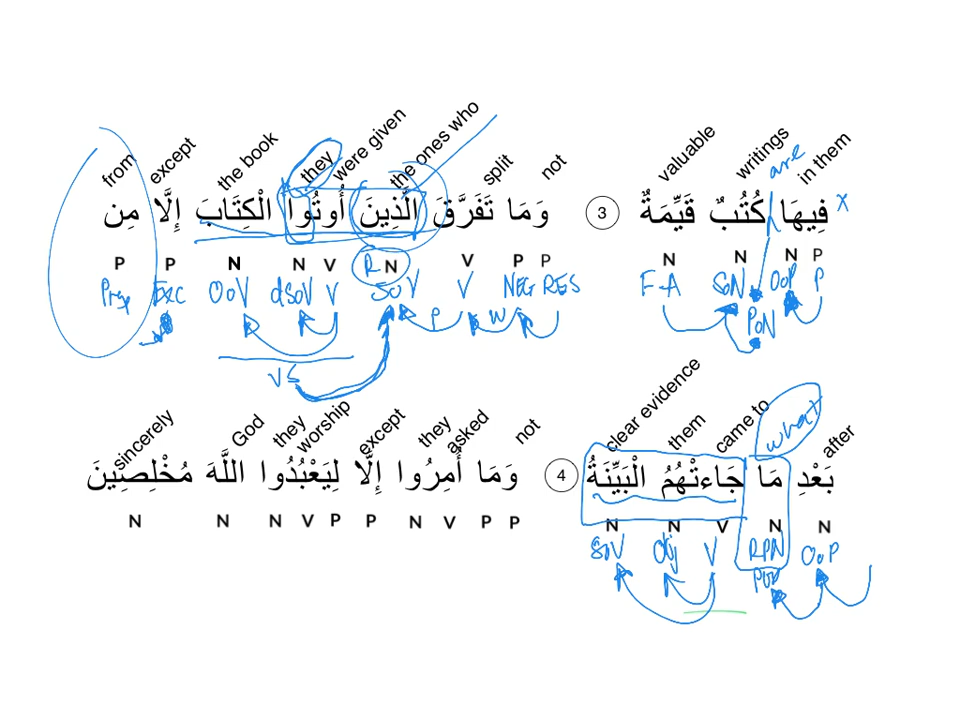 in them are writings valuable not split the ones who were given they the book except from
فِيهَا كُتُبٌ قَيِّمَةٌ ③ وَمَا تَفَرَّقَ الَّذِينَ أُوتُوا الْكِتَابَ إِلَّا مِن
P N N N P P V N R V N N P P
P OoP SoN F-A RES NEG V SoV V dSoV OoV Exc Prep
PoN W P
V
after what came to them clear evidence not they asked except they worship God sincerely
بَعْدِ مَا جَاءَتْهُمُ الْبَيِّنَةُ ④ وَمَا أُمِرُوا إِلَّا لِيَعْبُدُوا اللَّهَ مُخْلِصِينَ
N N V N N P P V N P P V N N N
OoP RPN V Obj SoV